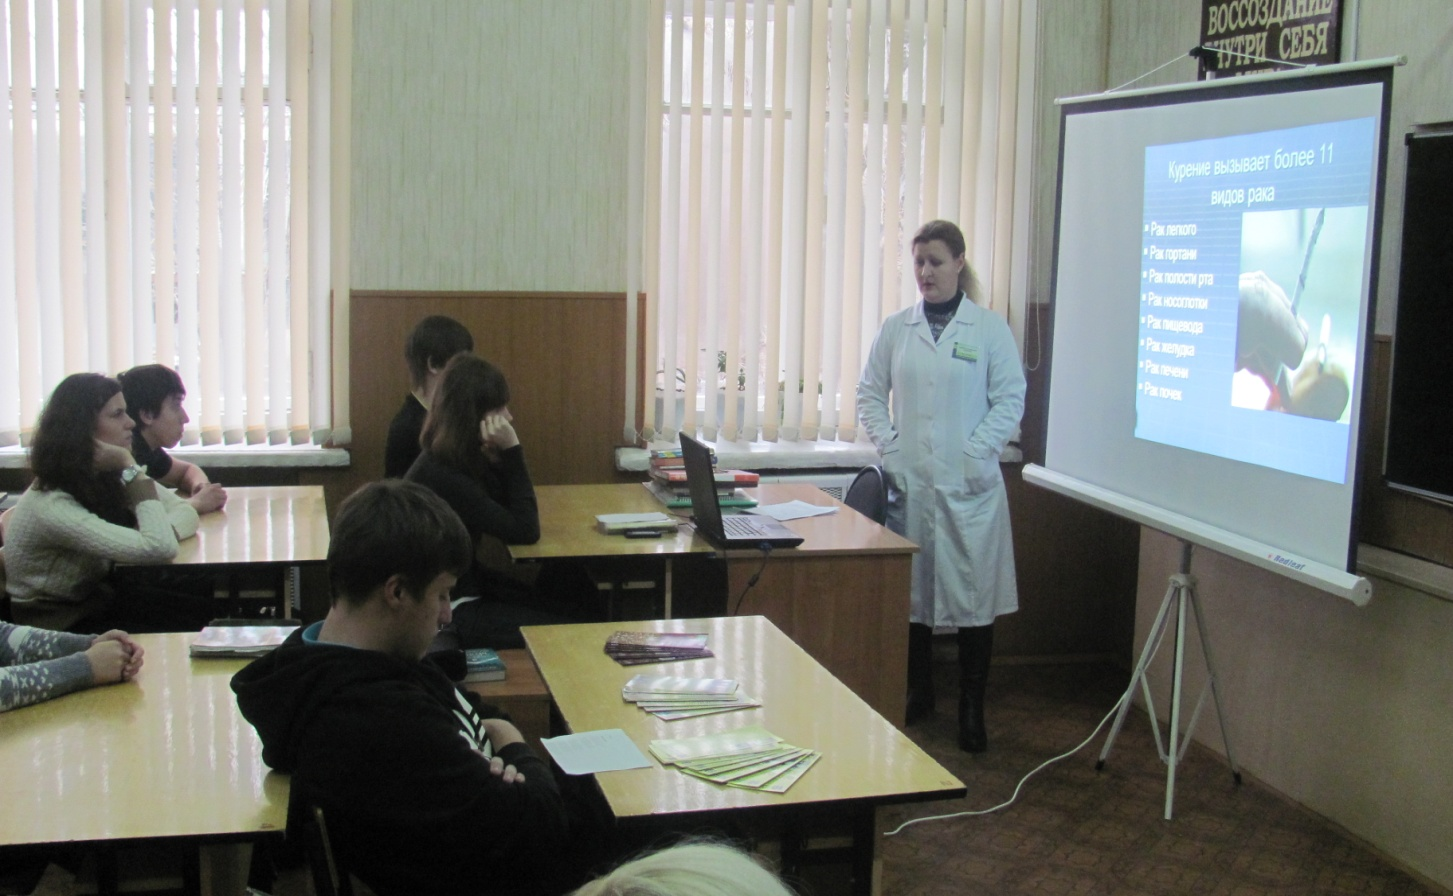 ВОССОЗДАНИЕ
ВНУТРИ СЕБЯ
Курение вызывает более 11
видов рака
Рак легкого
Рак гортани
Рак полости рта
Рак носоглотки
Рак пищевода
Рак желудка
Рак печени
Рак почек